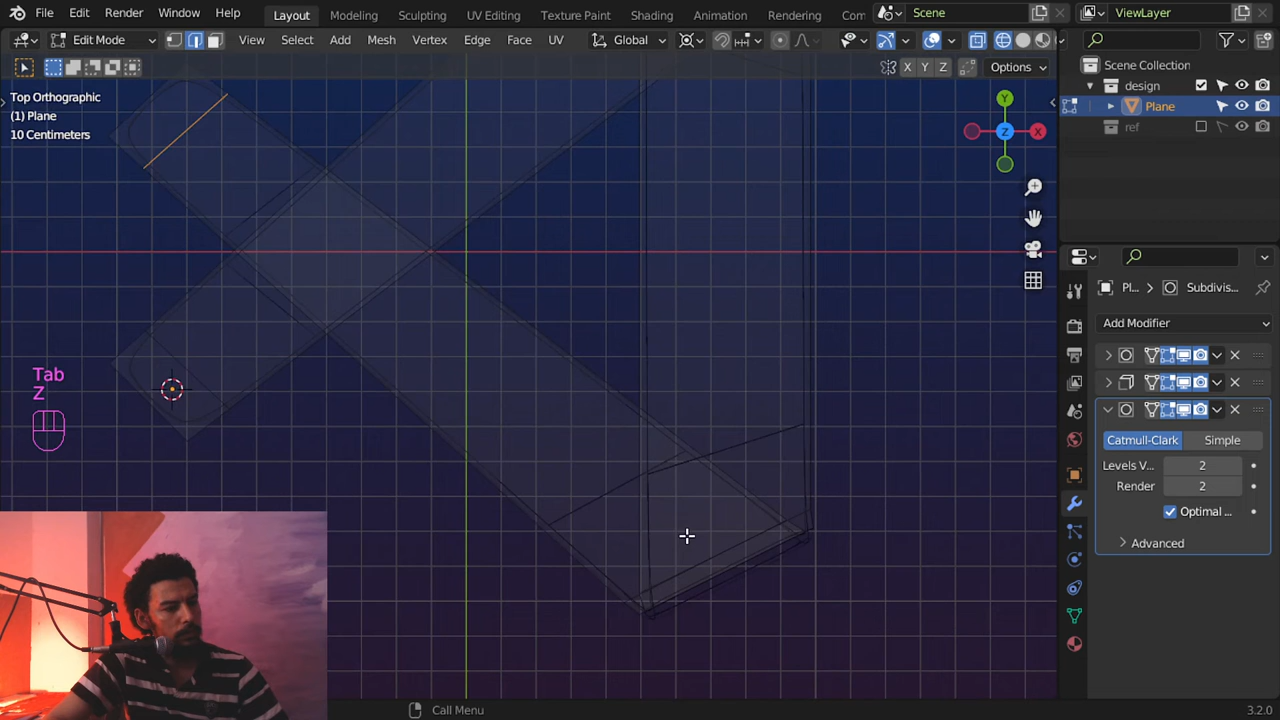 File Edit Render Window Help Layout Modeling Sculpting UV Editing Texture Paint Shading Animation Rendering Com Scene ViewLayer
Edit Mode View Select Add Mesh Vertex Edge Face UV Global
X Y Z Options
Top Orthographic
(1) Plane
10 Centimeters
Y
Z
X
Tab
Z
Scene Collection
design
Plane
ref
Pl... Subdivis...
Add Modifier
Catmull-Clark Simple
Levels V... 2
Render 2
Optimal ...
Advanced
Call Menu
3.2.0